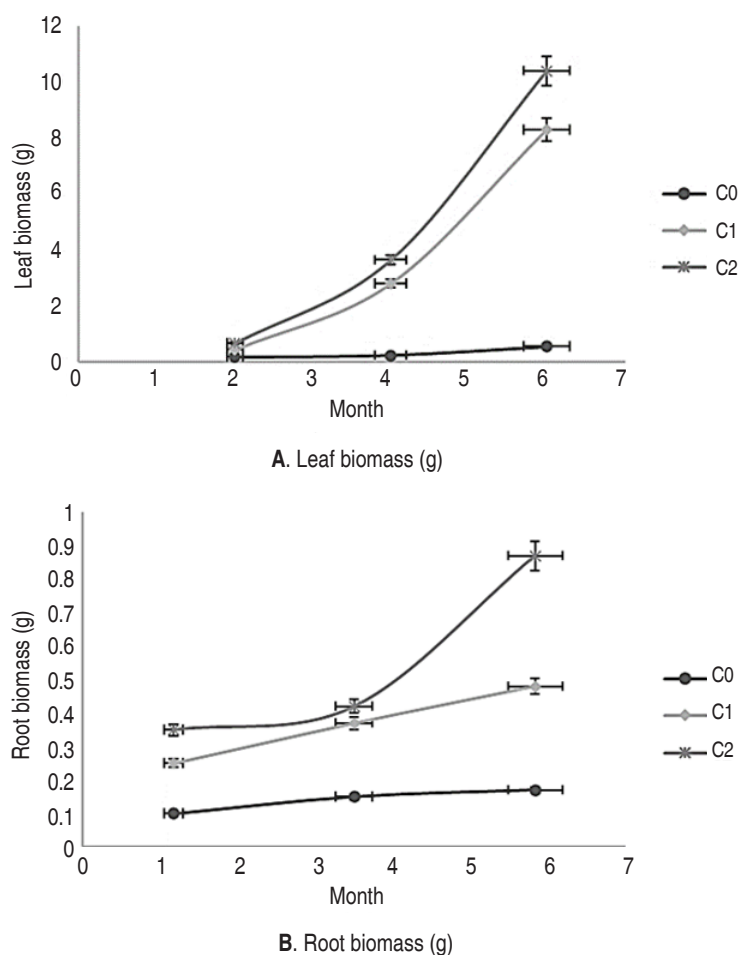 12
10
8
6
4
2
0
Leaf biomass (g)
0 1 2 3 4 5 6 7
Month
C0
C1
C2
A. Leaf biomass (g)
1
0.9
0.8
0.7
0.6
0.5
0.4
0.3
0.2
0.1
0
Root biomass (g)
0 1 2 3 4 5 6 7
Month
C0
C1
C2
B. Root biomass (g)